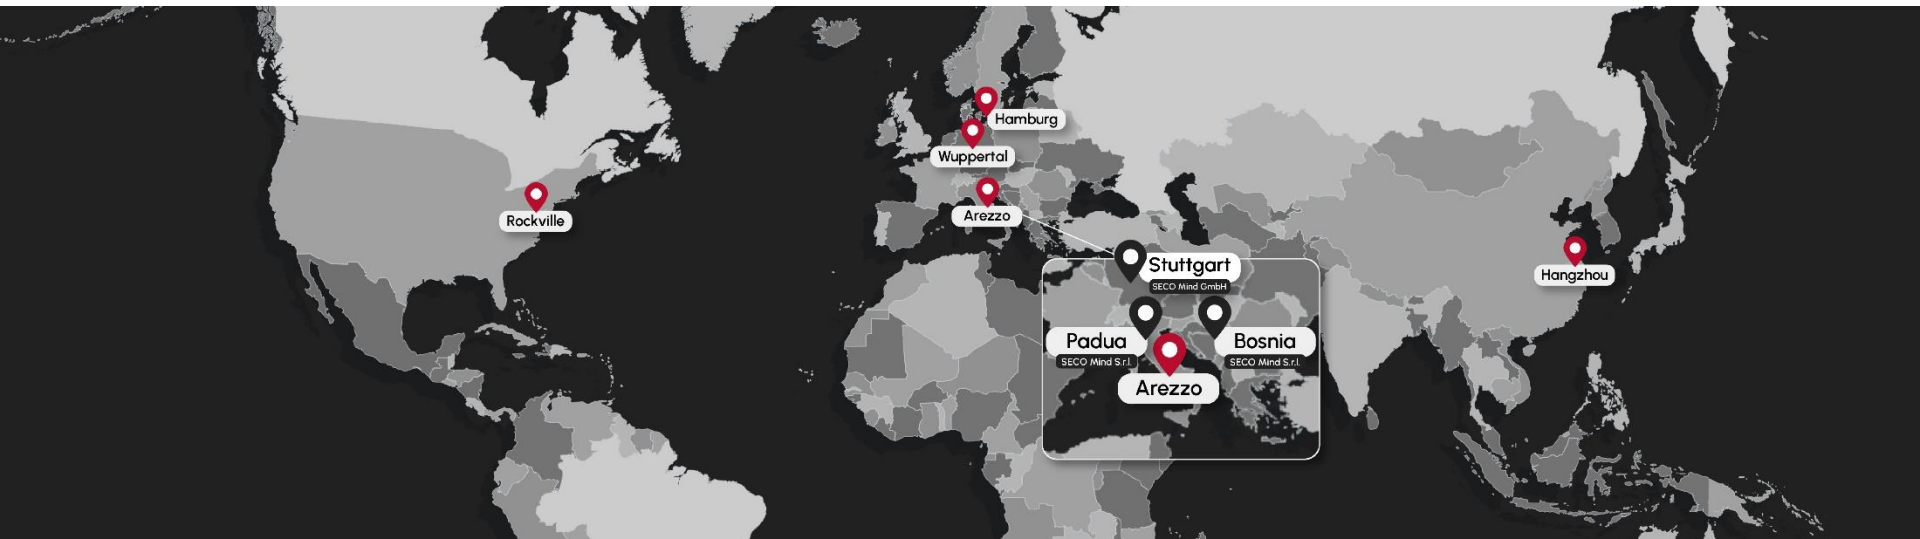 Hamburg
Wuppertal
Rockville
Arezzo
Hangzhou
Stuttgart
SECO Mind GmbH
Padua
SECO Mind S.r.l.
Bosnia
SECO Mind S.r.l.
Arezzo